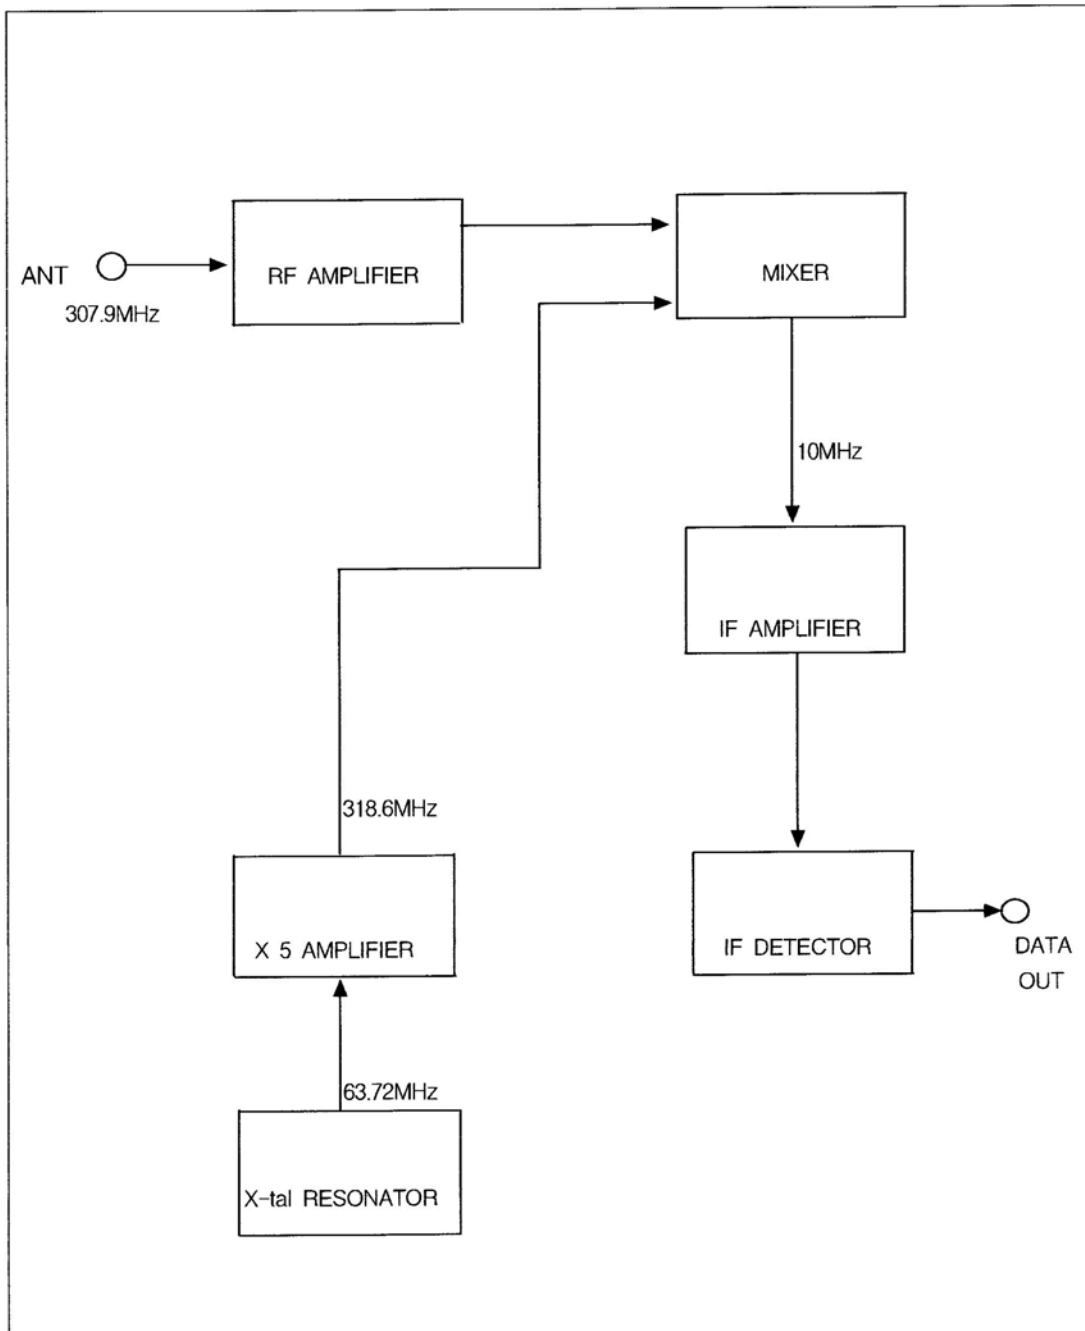 ANT
307.9MHz
RF AMPLIFIER
MIXER
10MHz
IF AMPLIFIER
318.6MHz
X 5 AMPLIFIER
IF DETECTOR
DATA
OUT
63.72MHz
X-tal RESONATOR